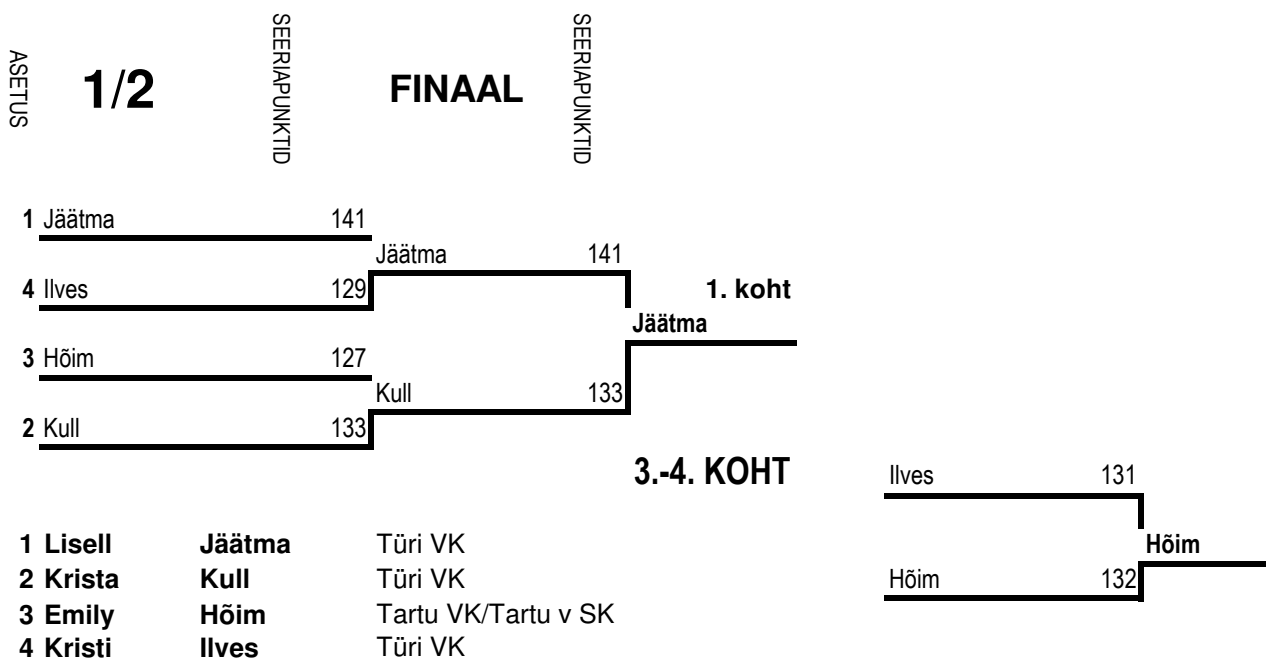 ASETUS 1/2 SEERIAPUNKTID FINAAL SEERIAPUNKTID
1 Jäätma 141
Jäätma 141
4 Ilves 129 1. koht
Jäätma
3 Hõim 127
Kull 133
2 Kull 133
3.-4. KOHT Ilves 131
1 Lisell Jäätma Türi VK Hõim
2 Krista Kull Türi VK Hõim 132
3 Emily Hõim Tartu VK/Tartu v SK
4 Kristi Ilves Türi VK